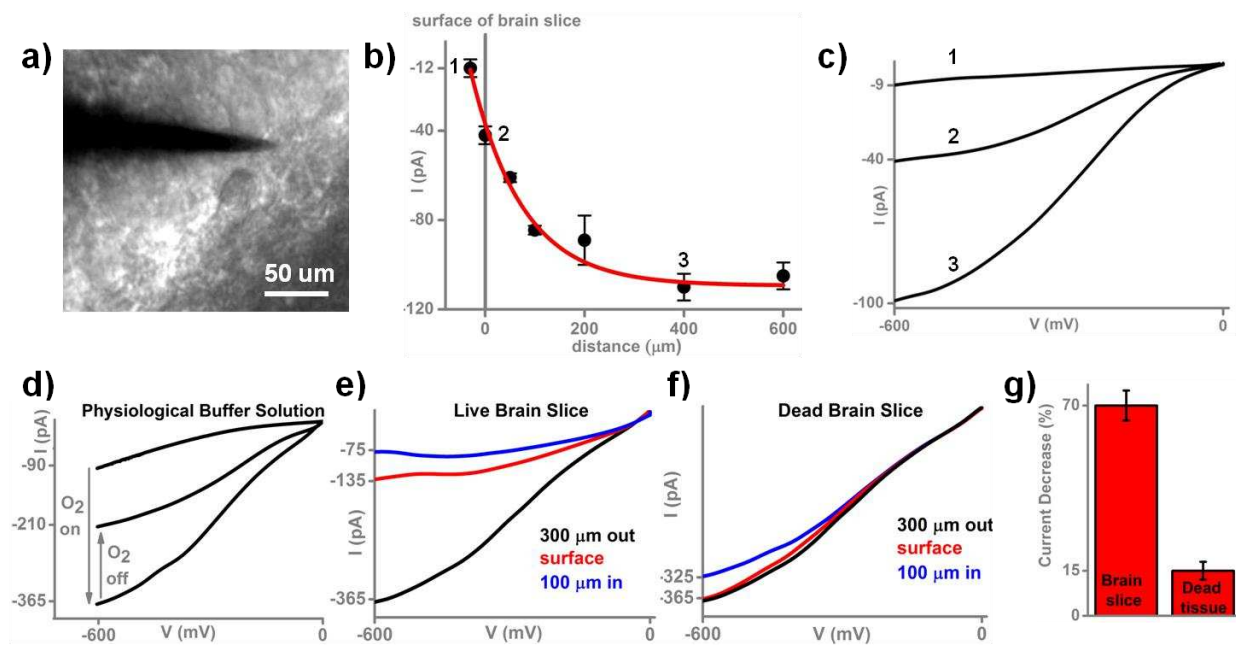 a)
50 um
b)
surface of brain slice
I (pA)
-12
-40
-80
-120
1
2
3
0
200
400
600
distance (μm)
c)
I (pA)
-9
-40
-100
1
2
3
-600
V (mV)
0
d)
Physiological Buffer Solution
I (pA)
-90
-210
-365
O2
on
O2
off
-600
V (mV)
0
e)
Live Brain Slice
-75
-135
I (pA)
-365
300 μm out
surface
100 μm in
-600
V (mV)
0
f)
Dead Brain Slice
I (pA)
-325
-365
300 μm out
surface
100 μm in
-600
V (mV)
0
g)
Current Decrease (%)
70
15
0
Brain
slice
Dead
tissue